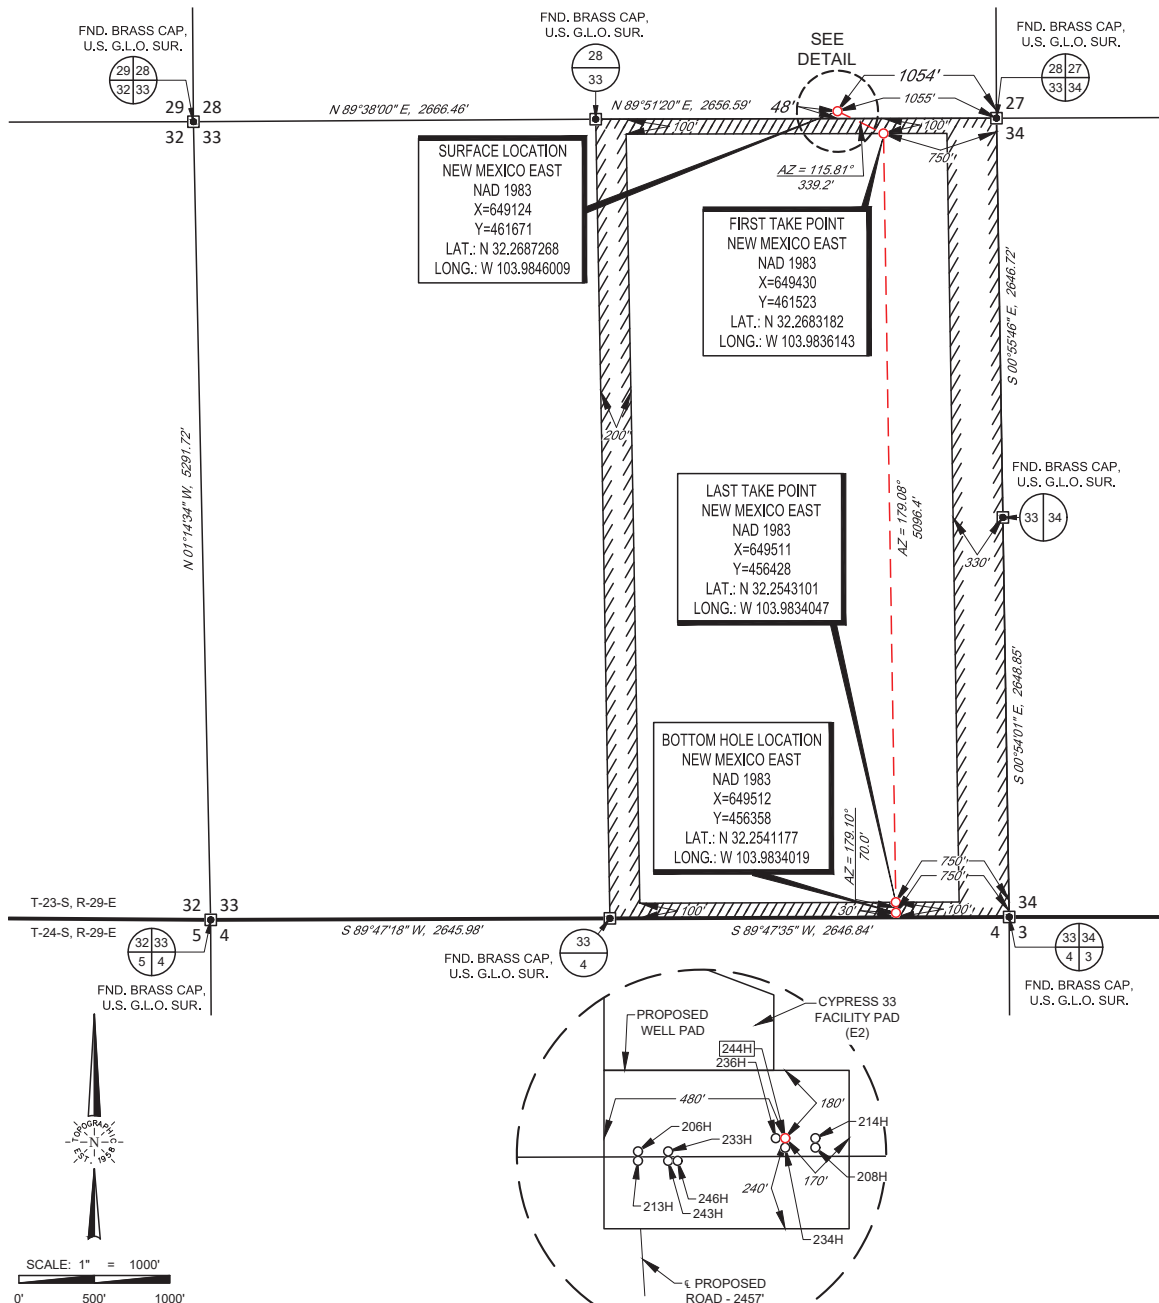 FND. BRASS CAP,
U.S. G.L.O. SUR.
29 28
32 33
FND. BRASS CAP,
U.S. G.L.O. SUR.
28
33
SEE
DETAIL
FND. BRASS CAP,
U.S. G.L.O. SUR.
28 27
33 34
29 28
32 33
N 89°38'00" E, 2666.46'
N 89°51'20" E, 2656.59'
48'
1054'
1055'
27
34
100'
100'
750'
AZ = 115.81°
339.2'
SURFACE LOCATION
NEW MEXICO EAST
NAD 1983
X=649124
Y=461671
LAT.: N 32.2687268
LONG.: W 103.9846009
FIRST TAKE POINT
NEW MEXICO EAST
NAD 1983
X=649430
Y=461523
LAT.: N 32.2683182
LONG.: W 103.9836143
S 00°55'46" E, 2646.72'
N 01°14'34" W, 5291.72'
200'
LAST TAKE POINT
NEW MEXICO EAST
NAD 1983
X=649511
Y=456428
LAT.: N 32.2543101
LONG.: W 103.9834047
AZ = 179.08°
5096.4'
FND. BRASS CAP,
U.S. G.L.O. SUR.
33 34
330'
S 00°54'01" E, 2648.85'
BOTTOM HOLE LOCATION
NEW MEXICO EAST
NAD 1983
X=649512
Y=456358
LAT.: N 32.2541177
LONG.: W 103.9834019
AZ = 179.10°
70.0'
750'
750'
100'
30'
100'
T-23-S, R-29-E
T-24-S, R-29-E
32 33
5 4
34
4 3
S 89°47'18" W, 2645.98'
S 89°47'35" W, 2646.84'
32 33
5 4
FND. BRASS CAP,
U.S. G.L.O. SUR.
33
4
FND. BRASS CAP,
U.S. G.L.O. SUR.
33 34
4 3
FND. BRASS CAP,
U.S. G.L.O. SUR.
PROPOSED
WELL PAD
CYPRESS 33
FACILITY PAD
(E2)
244H
236H
480'
180'
206H
233H
214H
208H
170'
240'
213H
246H
243H
234H
℄ PROPOSED
ROAD - 2457'
TOPOGRAPHIC
N
EST. 1958
SCALE: 1" = 1000'
0' 500' 1000'